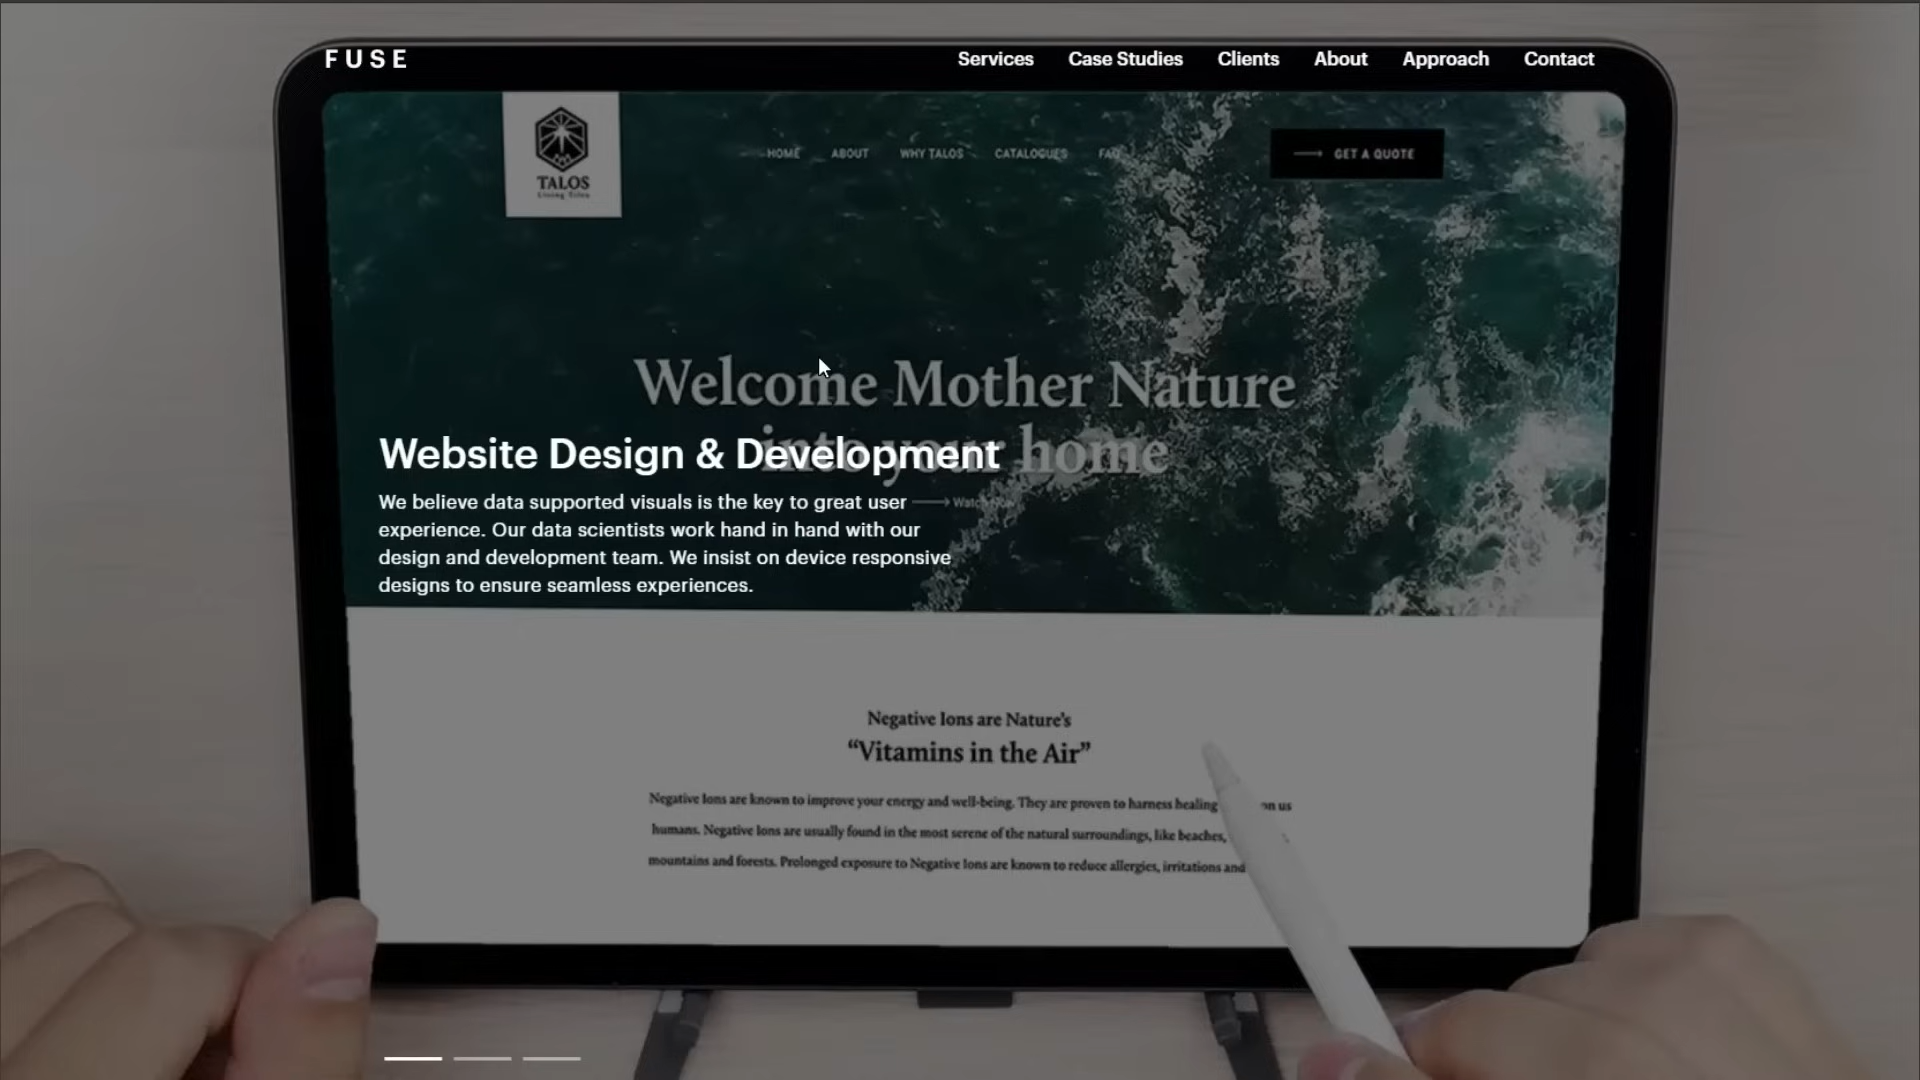 FUSE
Services Case Studies Clients About Approach Contact
TALOS
Living Tiles
HOME ABOUT WHY TALOS CATALOGUES FAQ
GET A QUOTE
Welcome Mother Nature
into your home
Website Design & Development
We believe data supported visuals is the key to great user
experience. Our data scientists work hand in hand with our
design and development team. We insist on device responsive
designs to ensure seamless experiences.
Negative Ions are Nature's
“Vitamins in the Air”
Negative Ions are known to improve your energy and well-being. They are proven to harness healing on us
humans. Negative Ions are usually found in the most serene of the natural surroundings, like beaches,
mountains and forests. Prolonged exposure to Negative Ions are known to reduce allergies, irritations and